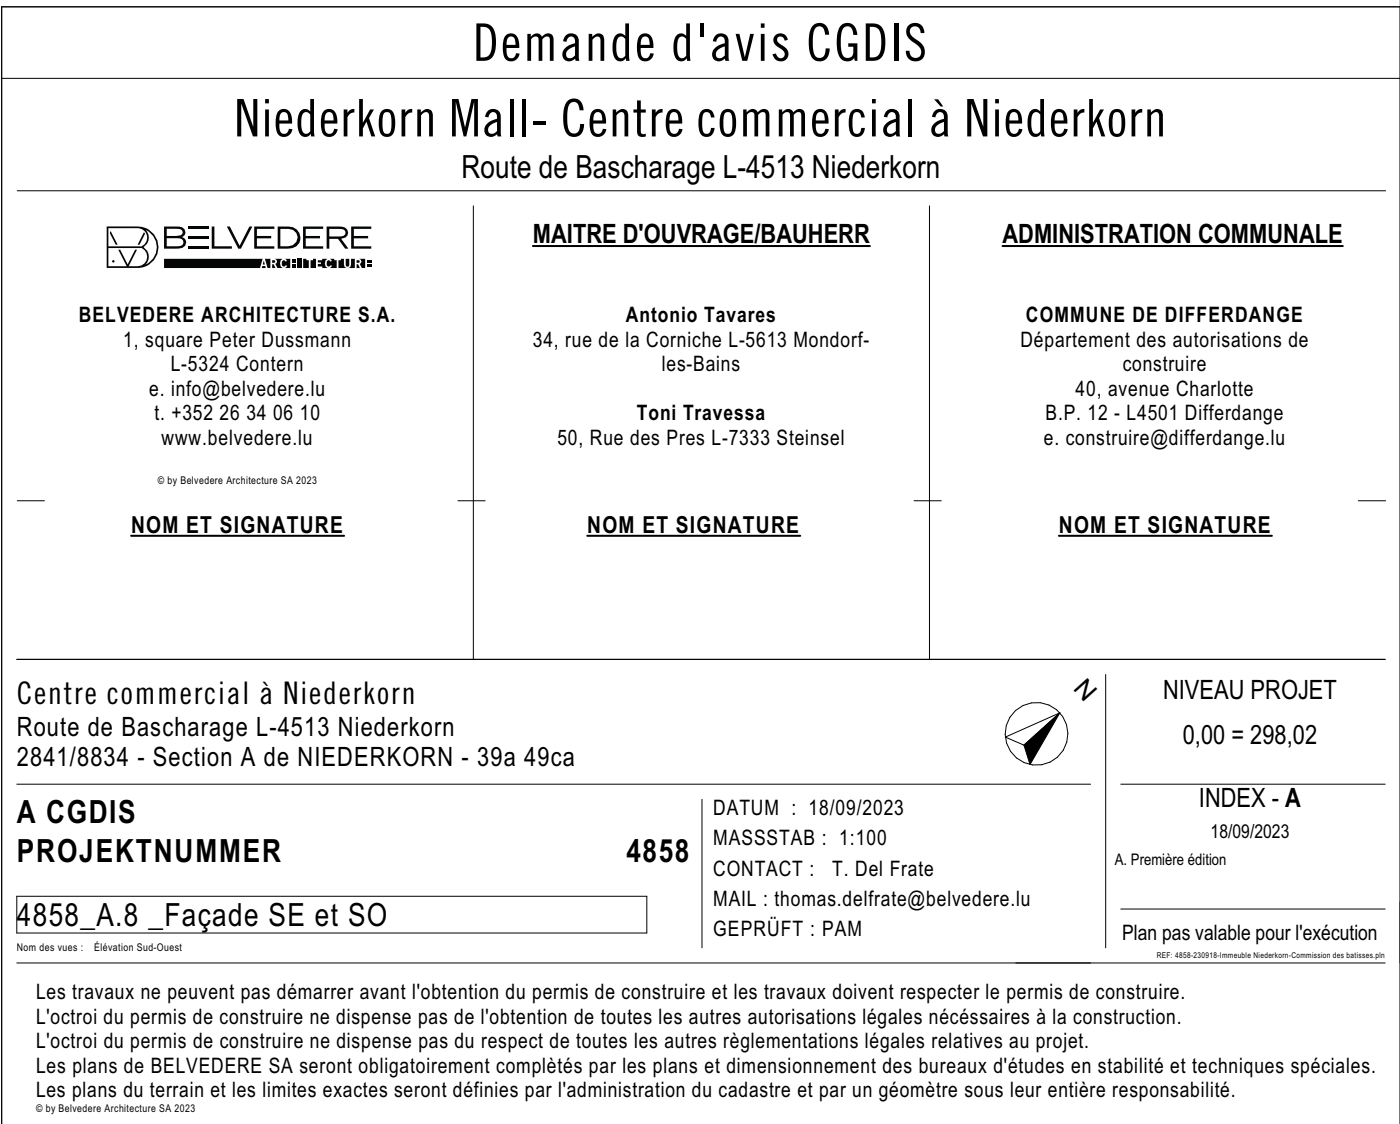 Demande d'avis CGDIS
Niederkorn Mall- Centre commercial à Niederkorn
Route de Bascharage L-4513 Niederkorn
BELVEDERE
ARCHITECTURE
BELVEDERE ARCHITECTURE S.A.
1, square Peter Dussmann
L-5324 Contern
e. info@belvedere.lu
t. +352 26 34 06 10
www.belvedere.lu
© by Belvedere Architecture SA 2023
NOM ET SIGNATURE
MAITRE D'OUVRAGE/BAUHERR
Antonio Tavares
34, rue de la Corniche L-5613 Mondorf-
les-Bains
Toni Travessa
50, Rue des Pres L-7333 Steinsel
NOM ET SIGNATURE
ADMINISTRATION COMMUNALE
COMMUNE DE DIFFERDANGE
Département des autorisations de
construire
40, avenue Charlotte
B.P. 12 - L4501 Differdange
e. construire@differdange.lu
NOM ET SIGNATURE
Centre commercial à Niederkorn
Route de Bascharage L-4513 Niederkorn
2841/8834 - Section A de NIEDERKORN - 39a 49ca
N
NIVEAU PROJET
0,00 = 298,02
A CGDIS
PROJEKTNUMMER 4858
4858_A.8 _Façade SE et SO
Nom des vues : Élévation Sud-Ouest
DATUM : 18/09/2023
MASSSTAB : 1:100
CONTACT : T. Del Frate
MAIL : thomas.delfrate@belvedere.lu
GEPRÜFT : PAM
INDEX - A
18/09/2023
A. Première édition
Plan pas valable pour l'exécution
REF: 4858-230918-Immeuble Niederkorn-Commission des batisses.pln
Les travaux ne peuvent pas démarrer avant l'obtention du permis de construire et les travaux doivent respecter le permis de construire.
L'octroi du permis de construire ne dispense pas de l'obtention de toutes les autres autorisations légales nécéssaires à la construction.
L'octroi du permis de construire ne dispense pas du respect de toutes les autres règlementations légales relatives au projet.
Les plans de BELVEDERE SA seront obligatoirement complètés par les plans et dimensionnement des bureaux d'études en stabilité et techniques spéciales.
Les plans du terrain et les limites exactes seront définies par l'administration du cadastre et par un géomètre sous leur entière responsabilité.
© by Belvedere Architecture SA 2023